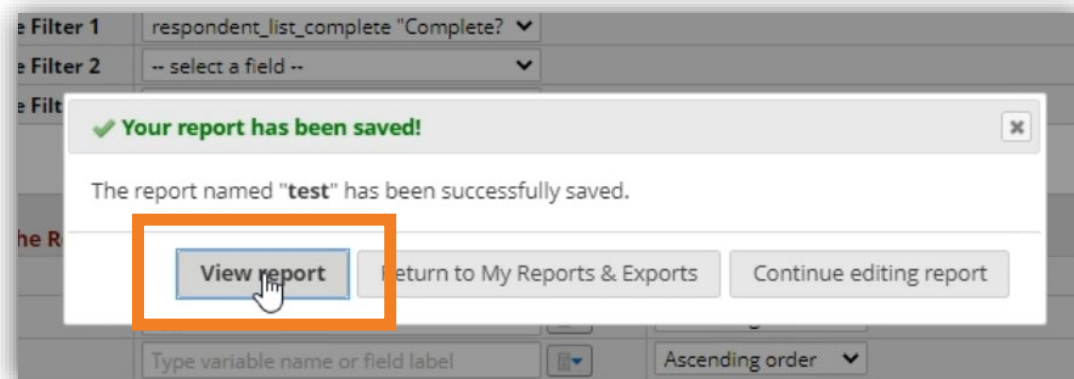 e Filter 1 respondent_list_complete "Complete?
e Filter 2 -- select a field --
e Filt
Your report has been saved!
The report named "test" has been successfully saved.
he R
View report Return to My Reports & Exports Continue editing report
Type variable name or field label Ascending order